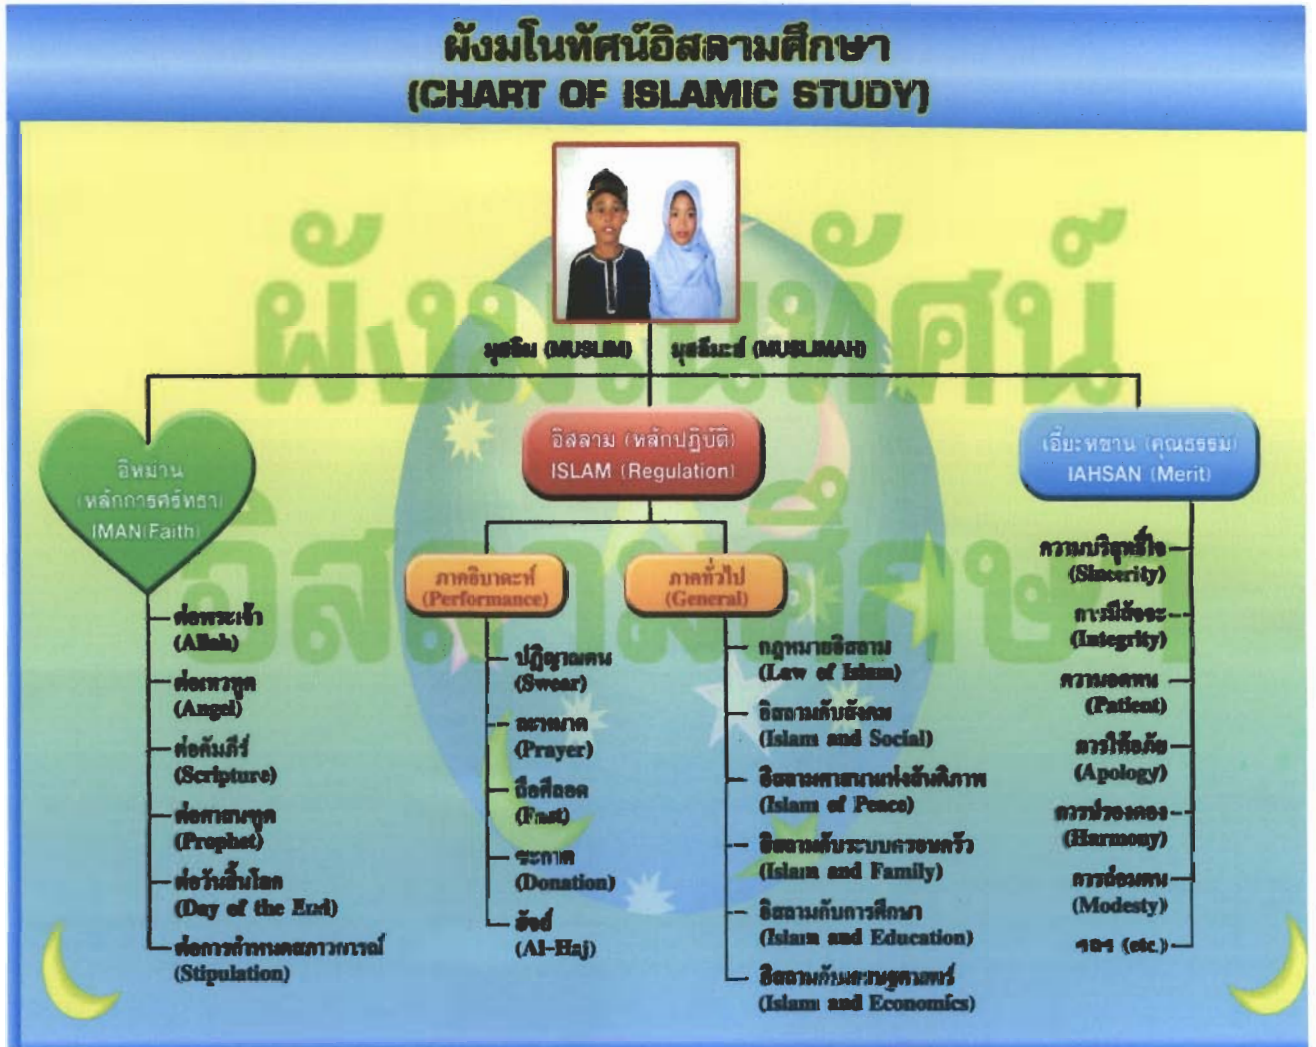 ผังมโนทัศน์อิสลามศึกษา
(CHART OF ISLAMIC STUDY)
ผังมโนทัศน์
อิสลามศึกษา
มุสลิม (MUSLIM)
มุสลีมะฮ์ (MUSLIMAH)
อีหม่าน
(หลักการศรัทธา)
IMAN(Faith)
ต่อพระเจ้า
(Allah)
ต่อเทวทูต
(Angel)
ต่อคัมภีร์
(Scripture)
ต่อศาสนทูต
(Prophet)
ต่อวันสิ้นโลก
(Day of the End)
ต่อการกำหนดสภาวการณ์
(Stipulation)
อิสลาม (หลักปฏิบัติ)
ISLAM (Regulation)
ภาคอิบาดะห์
(Performance)
ปฏิญาณตน
(Swear)
ละหมาด
(Prayer)
ถือศีลอด
(Fast)
ซะกาต
(Donation)
ฮัจย์
(Al-Haj)
ภาคทั่วไป
(General)
กฎหมายอิสลาม
(Law of Islam)
อิสลามกับสังคม
(Islam and Social)
อิสลามศาสนาแห่งสันติภาพ
(Islam of Peace)
อิสลามกับระบบครอบครัว
(Islam and Family)
อิสลามกับการศึกษา
(Islam and Education)
อิสลามกับเศรษฐศาสตร์
(Islam and Economics)
เอี๊ยะหซาน (คุณธรรม)
IAHSAN (Merit)
ความบริสุทธิ์ใจ
(Sincerity)
การมีสัจจะ
(Integrity)
ความอดทน
(Patient)
การให้อภัย
(Apology)
การปรองดอง
(Harmony)
การถ่อมตน
(Modesty)
ฯลฯ (etc.)